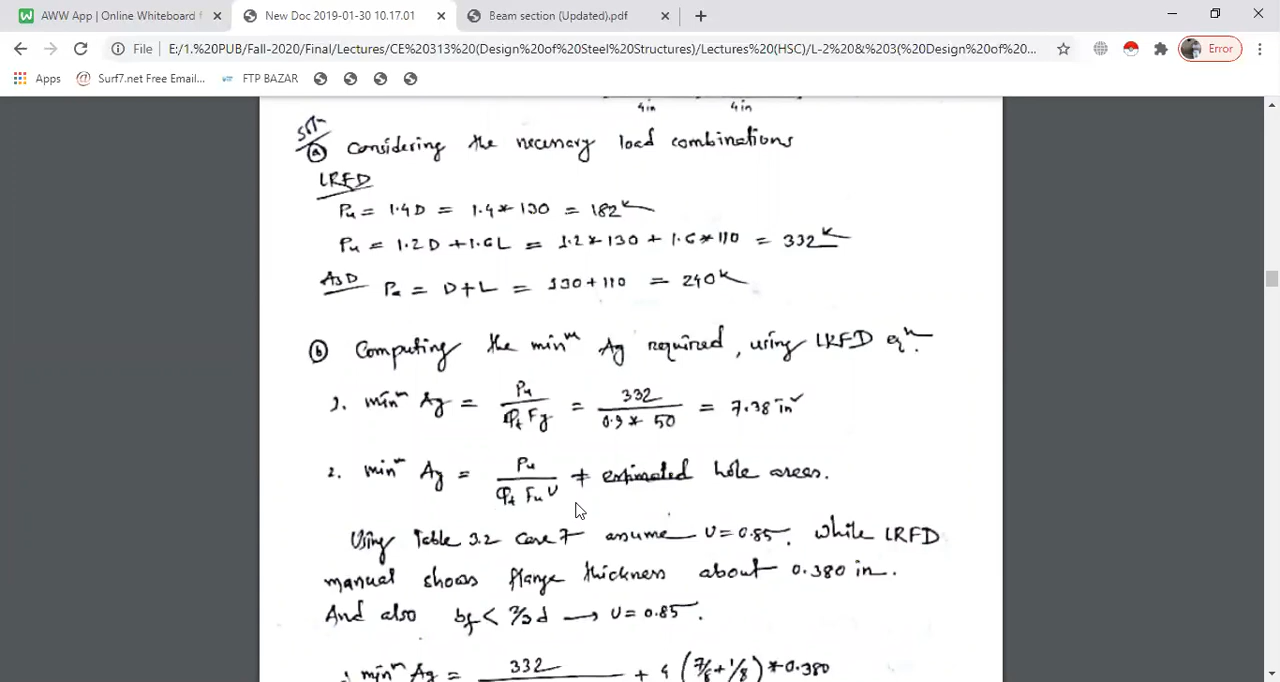 AWW App | Online Whiteboard f
New Doc 2019-01-30 10.17.01
Beam section (Updated).pdf
File E:/1.%20PUB/Fall-2020/Final/Lectures/CE%20313%20(Design%20of%20Steel%20Structures)/Lectures%20(HSC)/L-2%20&%203(%20Design%20of%20...
Error
Apps Surf7.net Free Email... FTP BAZAR
4in 4in
Soln
(a) Considering the necessary load combinations
LRFD
Pu = 1.4D = 1.4*130 = 182k
Pu = 1.2D + 1.6L = 1.2*130 + 1.6*110 = 332k
ASD Pa = D+L = 130+110 = 240k
(b) Computing the minm Ag required, using LRFD eqn.
1. minm Ag = Pu / Φt Fy = 332 / 0.9 * 50 = 7.38 in²
2. minm Ag = Pu / Φt Fu U + estimated hole areas.
Using Table 3.2 case 7 assume U = 0.85. While LRFD
manual shows flange thickness about 0.380 in.
And also bf < 2/3 d → U = 0.85.
minm Ag = 332 + 4 (7/8 + 1/8) * 0.380